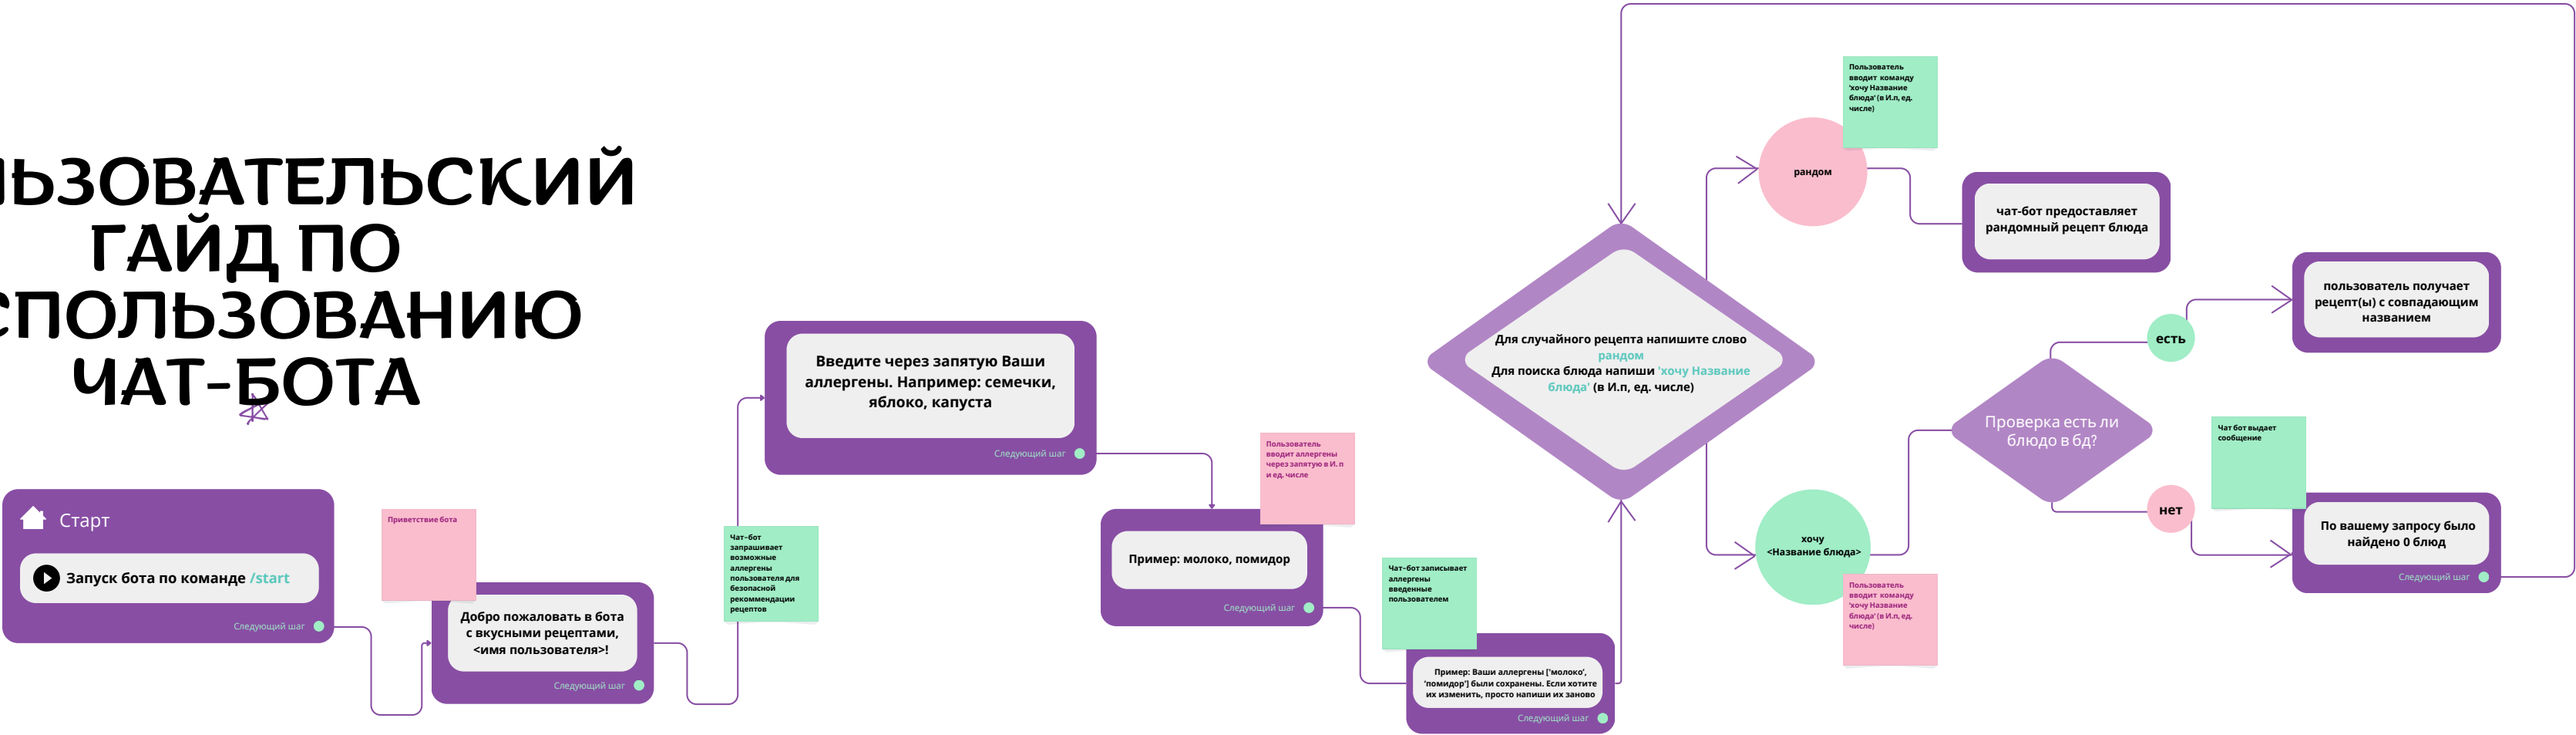 ЛЬЗОВАТЕЛЬСКИЙ
ГАЙД ПО
СПОЛЬЗОВАНИЮ
ЧАТ-БОТА
Старт
Запуск бота по команде /start
Следующий шаг
Приветствие бота
Добро пожаловать в бота
с вкусными рецептами,
<имя пользователя>!
Следующий шаг
Чат-бот
запрашивает
возможные
аллергены
пользователя для
безопасной
рекоммендации
рецептов
Введите через запятую Ваши
аллергены. Например: семечки,
яблоко, капуста
Следующий шаг
Пользователь
вводит аллергены
через запятую в И. п
и ед. числе
Пример: молоко, помидор
Следующий шаг
Чат-бот записывает
аллергены
введенные
пользователем
Пример: Ваши аллергены ['молоко',
'помидор'] были сохранены. Если хотите
их изменить, просто напиши их заново
Следующий шаг
Для случайного рецепта напишите слово
рандом
Для поиска блюда напиши 'хочу Название
блюда' (в И.п, ед. числе)
Пользователь
вводит команду
'хочу Название
блюда' (в И.п, ед.
числе)
рандом
чат-бот предоставляет
рандомный рецепт блюда
хочу
<Название блюда>
Пользователь
вводит команду
'хочу Название
блюда' (в И.п, ед.
числе)
Проверка есть ли
блюдо в бд?
есть
пользователь получает
рецепт(ы) с совпадающим
названием
нет
Чат бот выдает
сообщение
По вашему запросу было
найдено 0 блюд
Следующий шаг